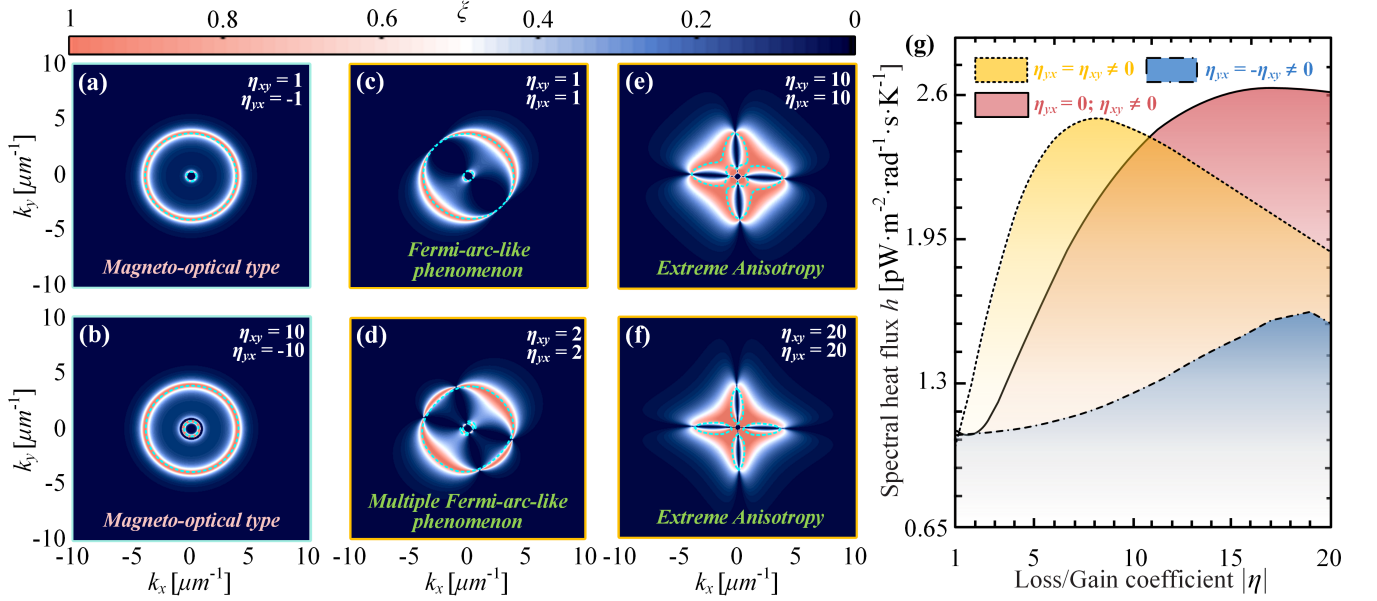 1 0.8 0.6 ξ 0.4 0.2 0
(a)
η_xy = 1
η_yx = -1
Magneto-optical type
10
5
0
-5
-10
k_y [μm⁻¹]
(c)
η_xy = 1
η_yx = 1
Fermi-arc-like
phenomenon
(e)
η_xy = 10
η_yx = 10
Extreme Anisotropy
(b)
η_xy = 10
η_yx = -10
Magneto-optical type
10
5
0
-5
-10
k_y [μm⁻¹]
-10 -5 0 5 10
k_x [μm⁻¹]
(d)
η_xy = 2
η_yx = 2
Multiple Fermi-arc-like
phenomenon
-10 -5 0 5 10
k_x [μm⁻¹]
(f)
η_xy = 20
η_yx = 20
Extreme Anisotropy
-10 -5 0 5 10
k_x [μm⁻¹]
(g)
η_yx = η_xy ≠ 0
η_yx = -η_xy ≠ 0
η_yx = 0; η_xy ≠ 0
Spectral heat flux h [pW·m⁻²·rad⁻¹·s·K⁻¹]
2.6
1.95
1.3
0.65
1 5 10 15 20
Loss/Gain coefficient |η|